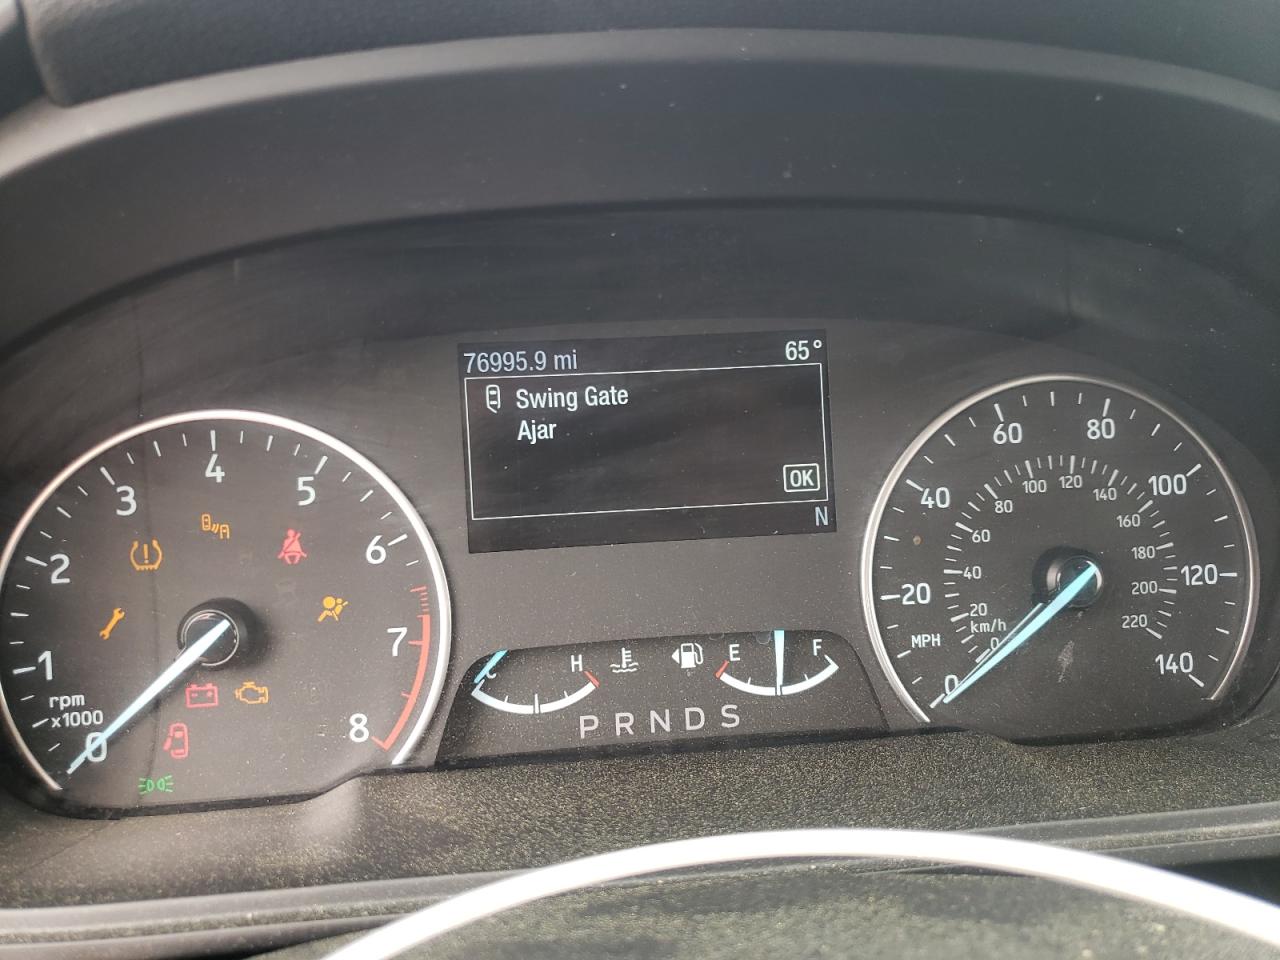 76995.9 mi 65°
Swing Gate
Ajar
OK
N
0 1 2 3 4 5 6 7 8
rpm
x1000
C H
E F
P R N D S
0 20 40 60 80 100 120 140
MPH
0 20 40 60 80 100 120 140 160 180 200 220
km/h